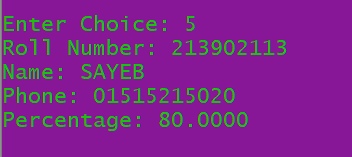 Enter Choice: 5
Roll Number: 213902113
Name: SAYEB
Phone: 01515215020
Percentage: 80.0000